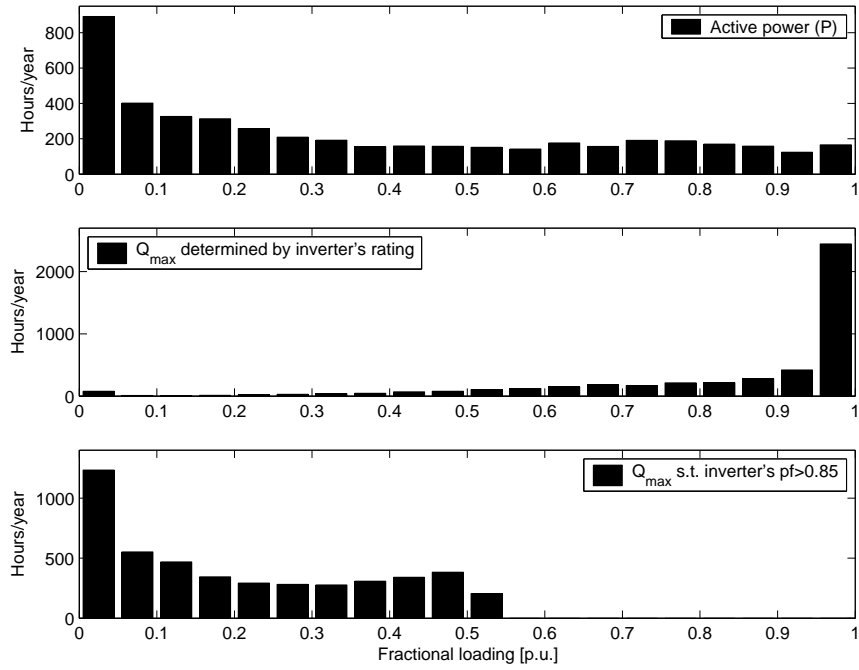 Active power (P)
Hours/year
800
600
400
200
0
0 0.1 0.2 0.3 0.4 0.5 0.6 0.7 0.8 0.9 1
Q_max determined by inverter's rating
Hours/year
2000
1000
0
0 0.1 0.2 0.3 0.4 0.5 0.6 0.7 0.8 0.9 1
Q_max s.t. inverter's pf>0.85
Hours/year
1000
500
0
0 0.1 0.2 0.3 0.4 0.5 0.6 0.7 0.8 0.9 1
Fractional loading [p.u.]